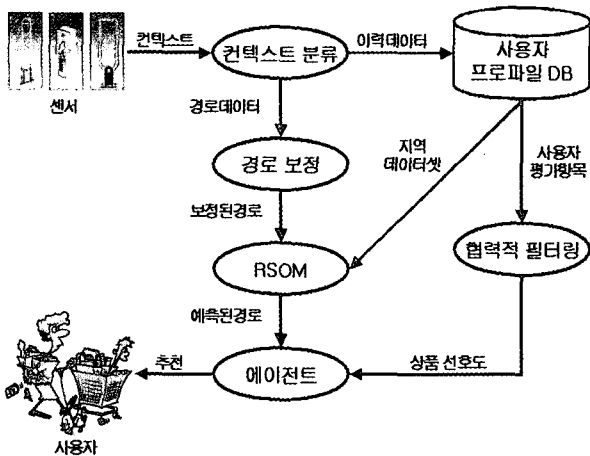 컨텍스트
컨텍스트 분류
이력데이터
사용자
프로파일 DB
센서
경로데이터
경로 보정
지역
데이터셋
사용자
평가항목
보정된경로
RSOM
협력적 필터링
예측된경로
추천
에이전트
상품 선호도
사용자